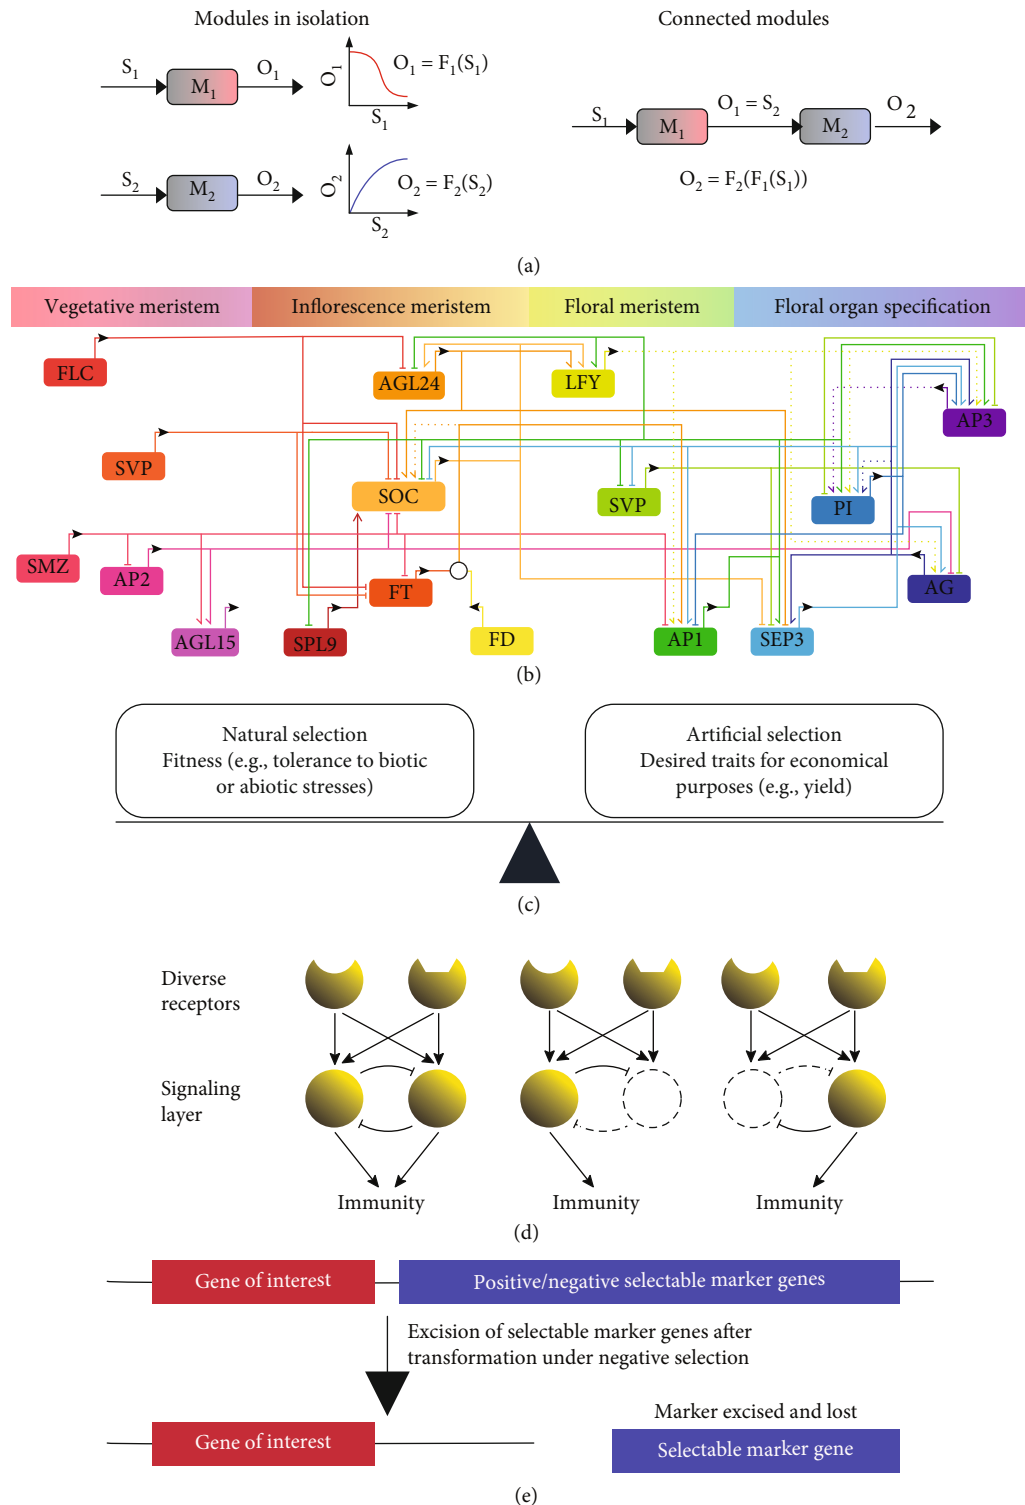 Modules in isolation
Connected modules
S1
M1
O1
O1
S1
O1 = F1(S1)
S2
M2
O2
O2
S2
O2 = F2(S2)
S1
M1
O1 = S2
M2
O2
O2 = F2(F1(S1))
(a)
Vegetative meristem
Inflorescence meristem
Floral meristem
Floral organ specification
FLC
AGL24
LFY
AP3
SVP
SOC
SVP
PI
SMZ
AP2
FT
AG
AGL15
SPL9
FD
AP1
SEP3
(b)
Natural selection
Fitness (e.g., tolerance to biotic
or abiotic stresses)
Artificial selection
Desired traits for economical
purposes (e.g., yield)
(c)
Diverse
receptors
Signaling
layer
Immunity
Immunity
Immunity
(d)
Gene of interest
Positive/negative selectable marker genes
Excision of selectable marker genes after
transformation under negative selection
Marker excised and lost
Gene of interest
Selectable marker gene
(e)